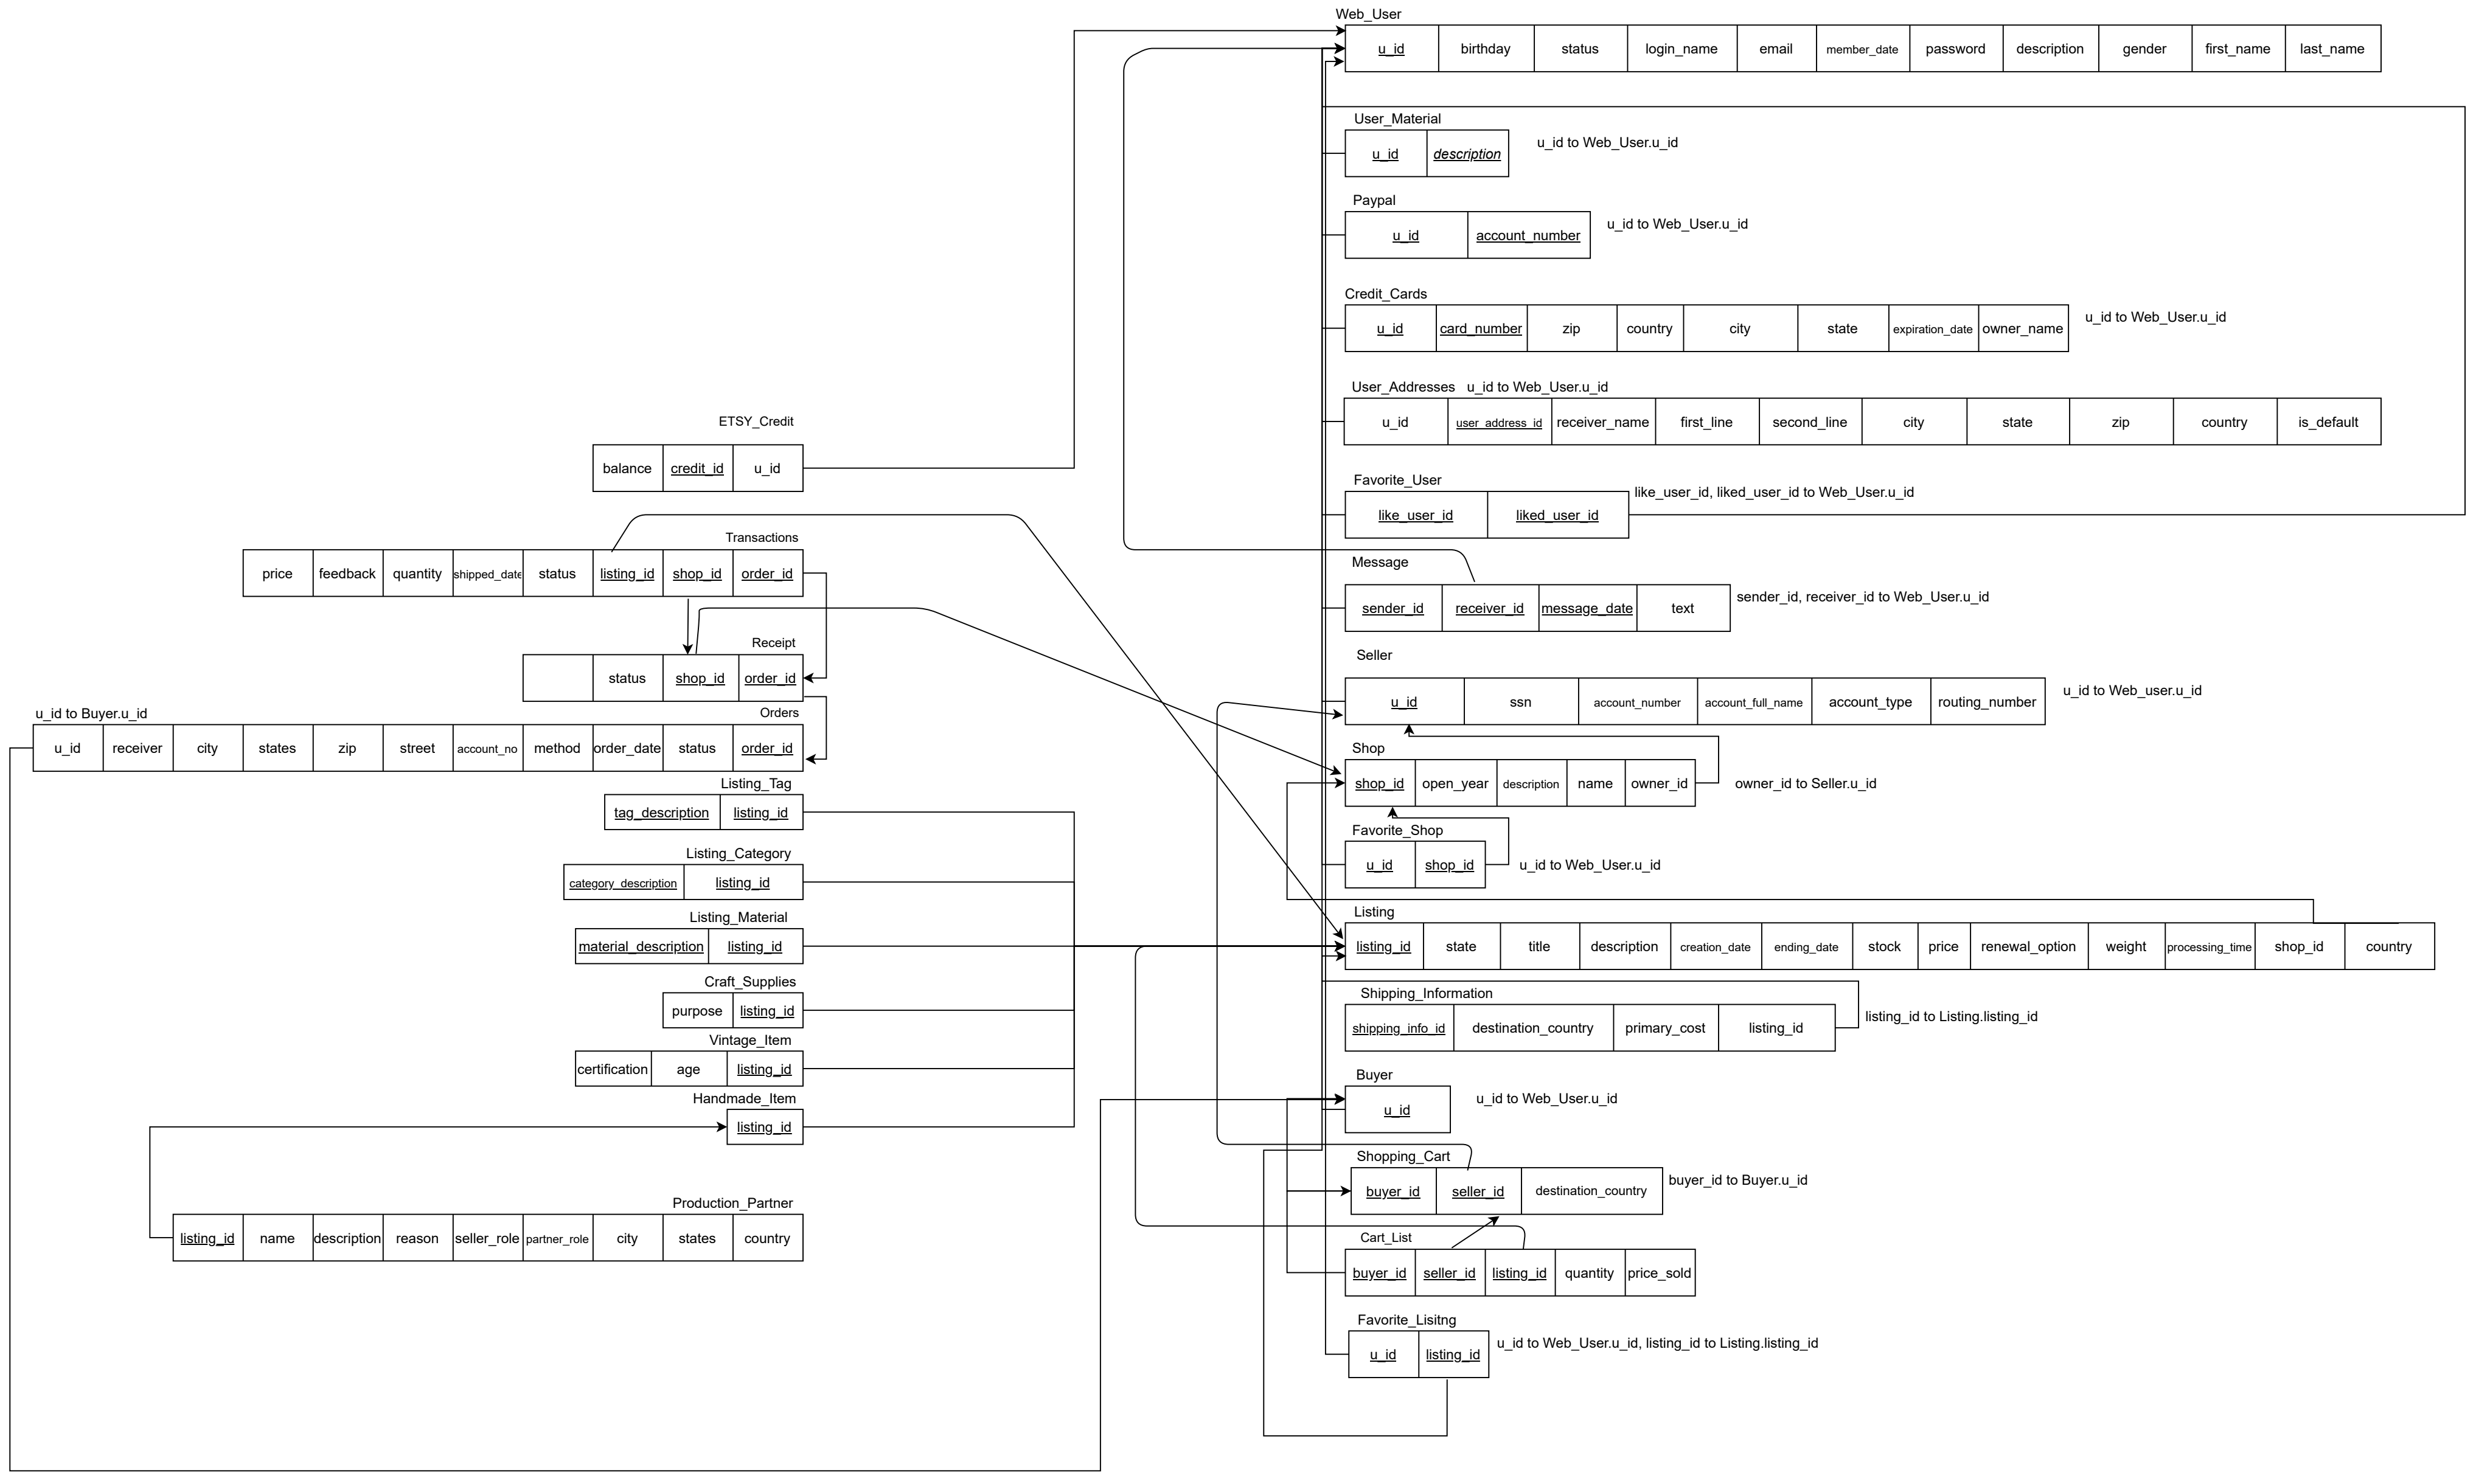 Web_User
u_id birthday status login_name email member_date password description gender first_name last_name
User_Material
u_id description
u_id to Web_User.u_id
Paypal
u_id account_number
u_id to Web_User.u_id
Credit_Cards
u_id card_number zip country city state expiration_date owner_name
u_id to Web_User.u_id
User_Addresses u_id to Web_User.u_id
u_id user_address_id receiver_name first_line second_line city state zip country is_default
Favorite_User
like_user_id liked_user_id
like_user_id, liked_user_id to Web_User.u_id
Message
sender_id receiver_id message_date text
sender_id, receiver_id to Web_User.u_id
Seller
u_id ssn account_number account_full_name account_type routing_number
u_id to Web_user.u_id
Shop
shop_id open_year description name owner_id
owner_id to Seller.u_id
Favorite_Shop
u_id shop_id
u_id to Web_User.u_id
Listing
listing_id state title description creation_date ending_date stock price renewal_option weight processing_time shop_id country
Shipping_Information
shipping_info_id destination_country primary_cost listing_id
listing_id to Listing.listing_id
Buyer
u_id
u_id to Web_User.u_id
Shopping_Cart
buyer_id seller_id destination_country
buyer_id to Buyer.u_id
Cart_List
buyer_id seller_id listing_id quantity price_sold
Favorite_Lisitng
u_id listing_id
u_id to Web_User.u_id, listing_id to Listing.listing_id
ETSY_Credit
balance credit_id u_id
Transactions
price feedback quantity shipped_date status listing_id shop_id order_id
Receipt
status shop_id order_id
u_id to Buyer.u_id
Orders
u_id receiver city states zip street account_no method order_date status order_id
Listing_Tag
tag_description listing_id
Listing_Category
category_description listing_id
Listing_Material
material_description listing_id
Craft_Supplies
purpose listing_id
Vintage_Item
certification age listing_id
Handmade_Item
listing_id
Production_Partner
listing_id name description reason seller_role partner_role city states country